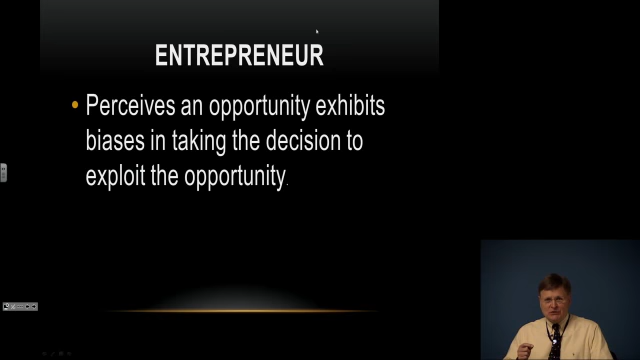 ENTREPRENEUR
• Perceives an opportunity exhibits
biases in taking the decision to
exploit the opportunity.